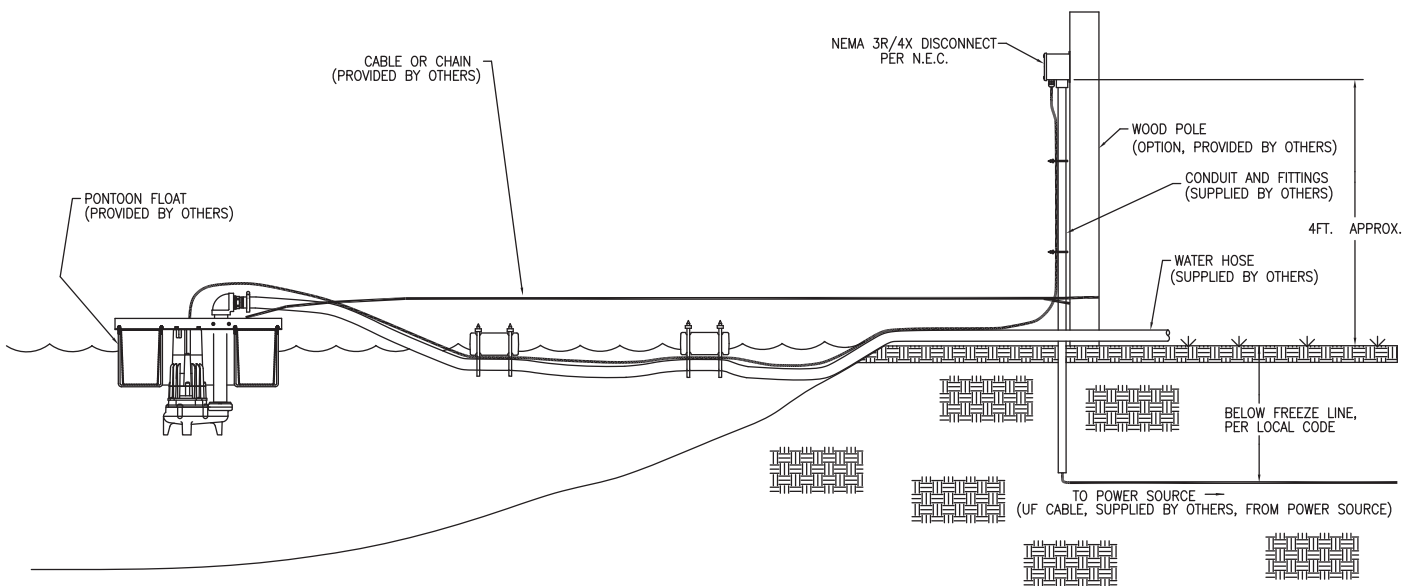 NEMA 3R/4X DISCONNECT
PER N.E.C.
CABLE OR CHAIN
(PROVIDED BY OTHERS)
WOOD POLE
(OPTION, PROVIDED BY OTHERS)
CONDUIT AND FITTINGS
(SUPPLIED BY OTHERS)
PONTOON FLOAT
(PROVIDED BY OTHERS)
4FT. APPROX.
WATER HOSE
(SUPPLIED BY OTHERS)
BELOW FREEZE LINE,
PER LOCAL CODE
TO POWER SOURCE
(UF CABLE, SUPPLIED BY OTHERS, FROM POWER SOURCE)